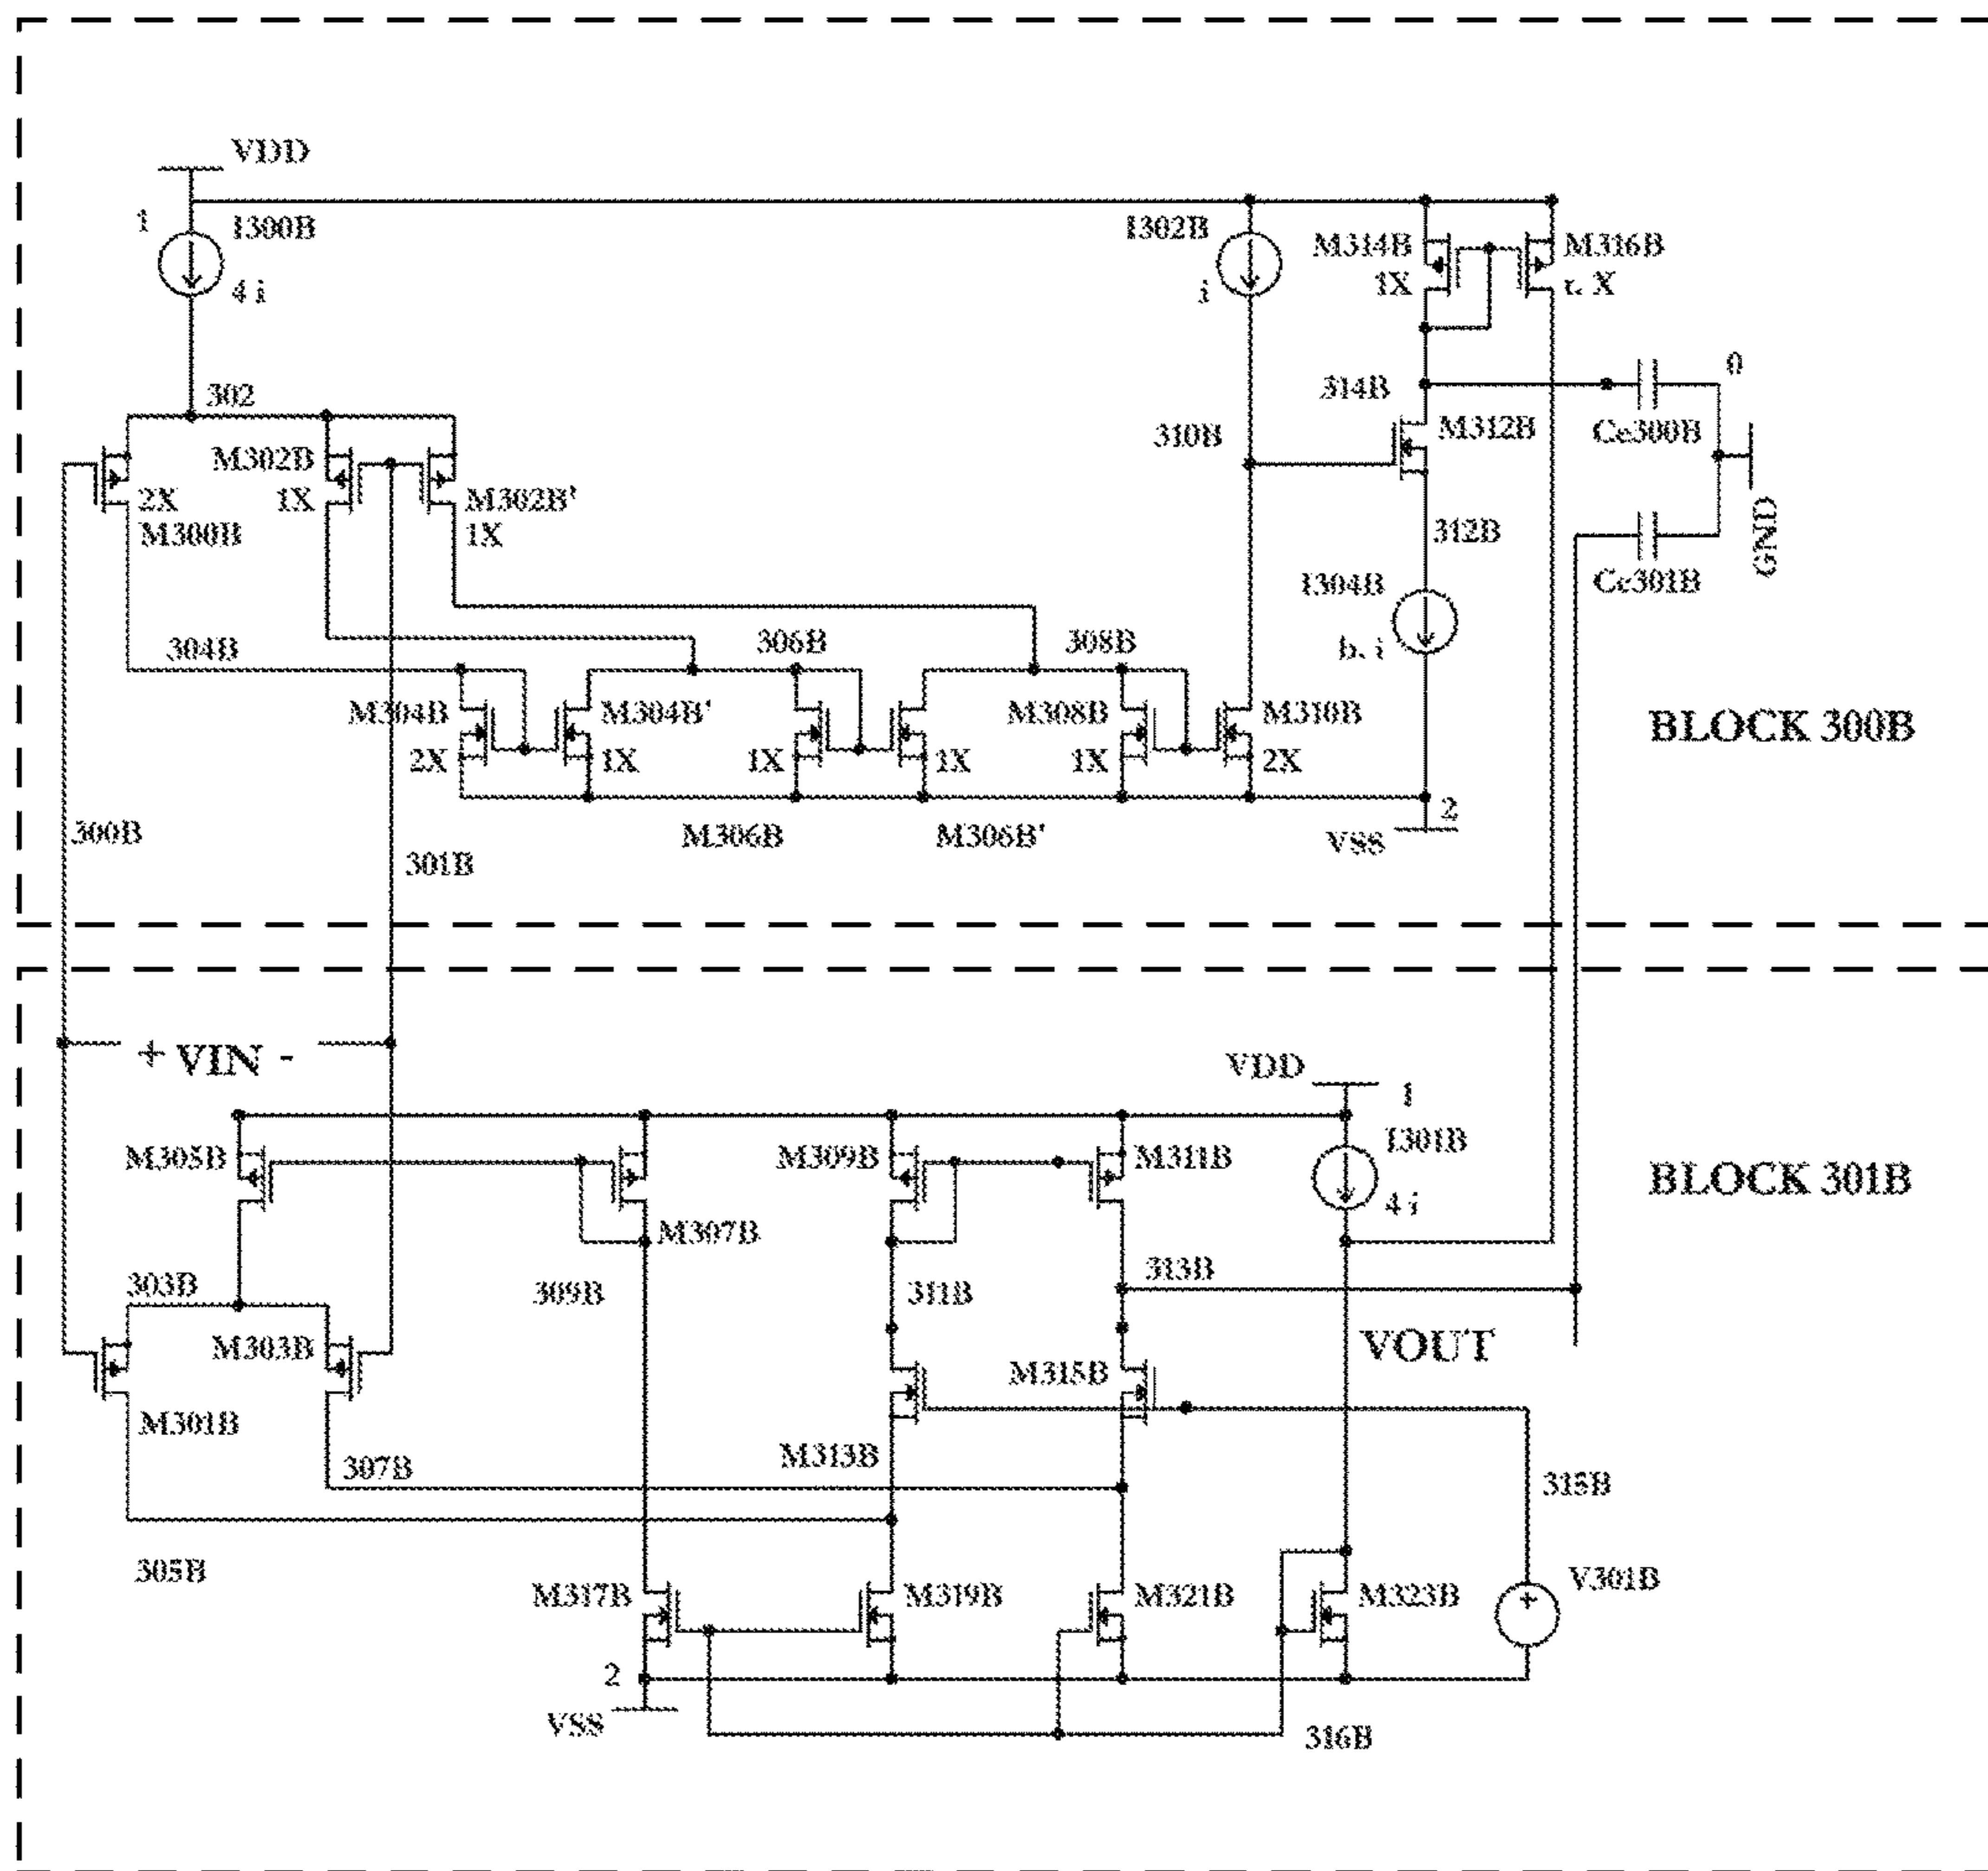 VDD
1
I300B
4 i
I302B
i
M314B
1X
M316B
r. X
302
0
314B
Cc300B
M302B
1X
2X
M300B
M302B'
1X
310B
M312B
312B
GND
Cc301B
I304B
b. i
304B
306B
308B
M304B
2X
M304B'
1X
1X
1X
M308B
1X
M310B
2X
BLOCK 300B
300B
301B
M306B
M306B'
2
VSS
+ VIN -
VDD
1
M305B
M307B
M309B
M311B
I301B
4 i
BLOCK 301B
303B
309B
311B
313B
M303B
M301B
M315B
VOUT
307B
M313B
315B
305B
M317B
M319B
M321B
M323B
V301B
+
2
VSS
316B